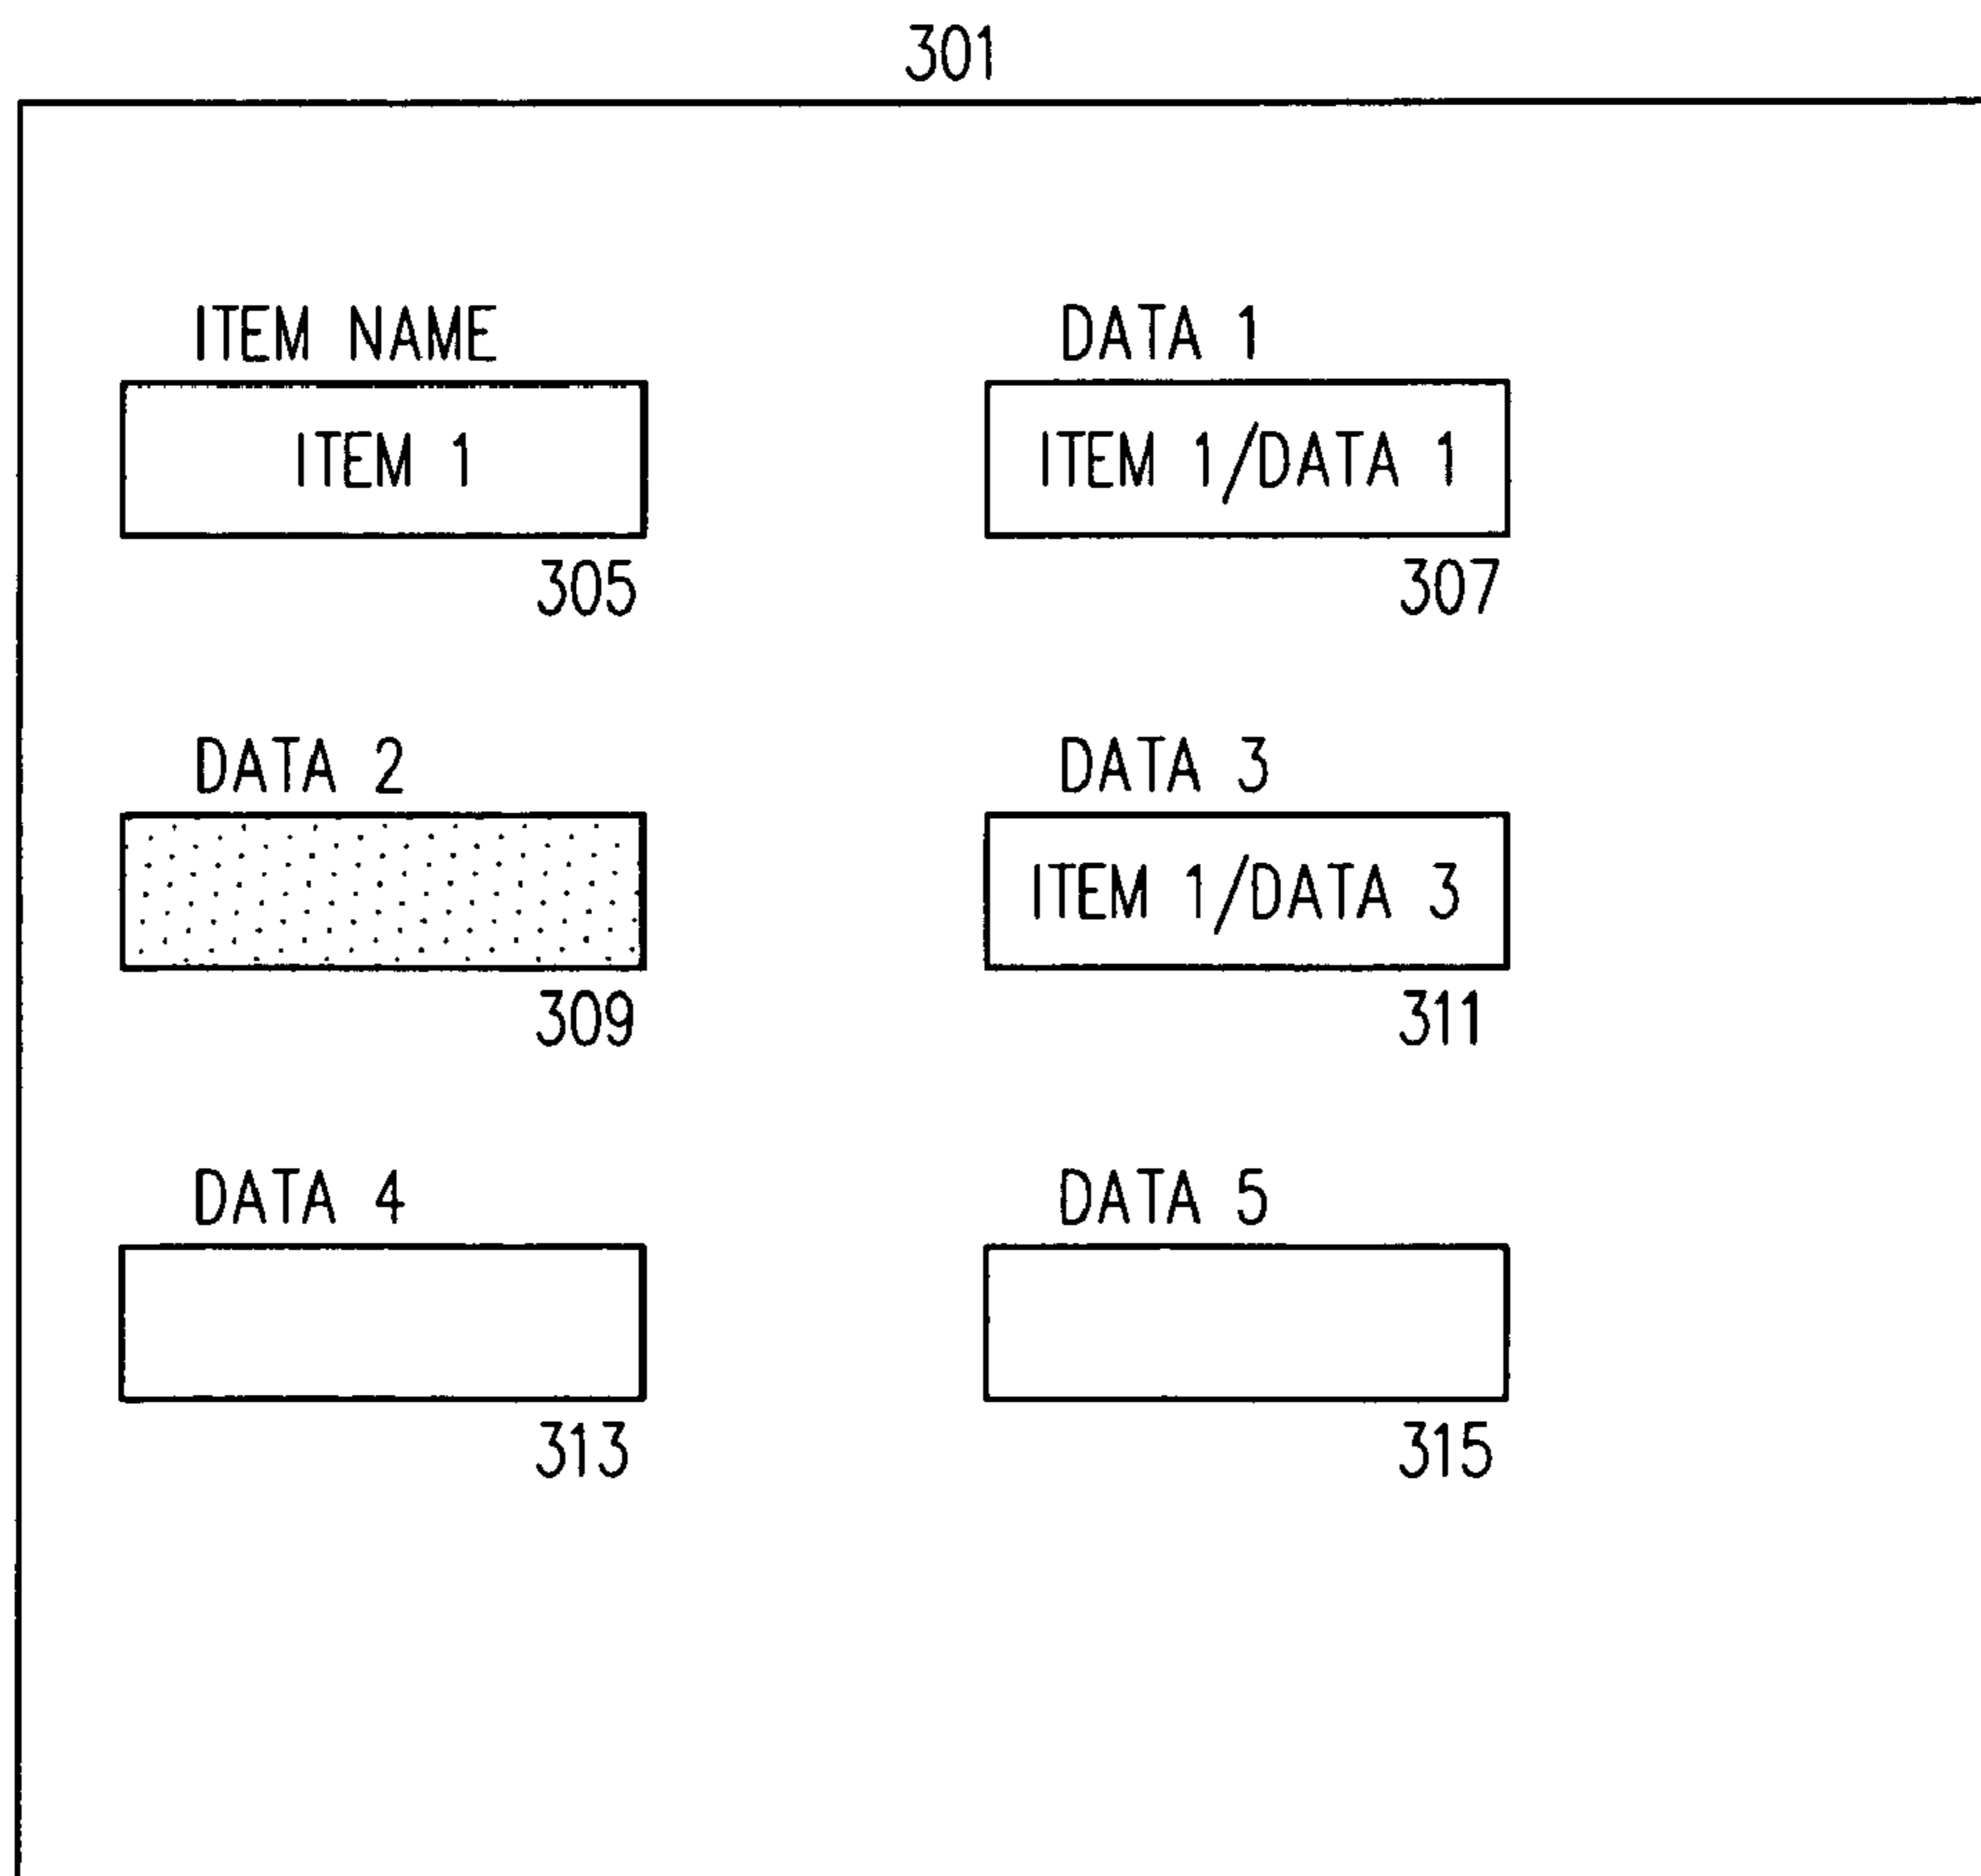 301
ITEM NAME DATA 1
ITEM 1 ITEM 1/DATA 1
305 307
DATA 2 DATA 3
ITEM 1/DATA 3
309 311
DATA 4 DATA 5
313 315